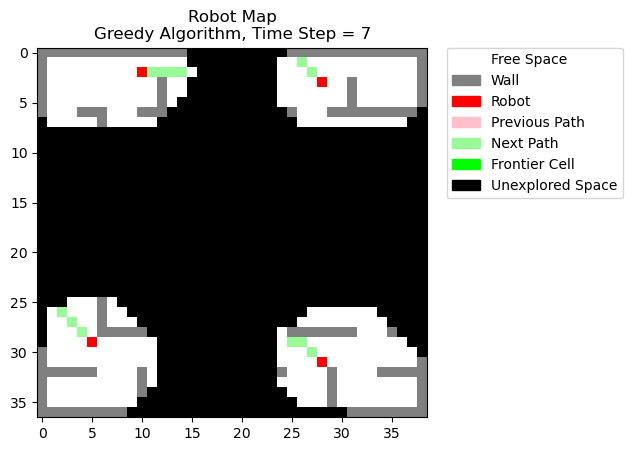 Robot Map
Greedy Algorithm, Time Step = 7
Free Space
Wall
Robot
Previous Path
Next Path
Frontier Cell
Unexplored Space
0
5
10
15
20
25
30
35
0
5
10
15
20
25
30
35